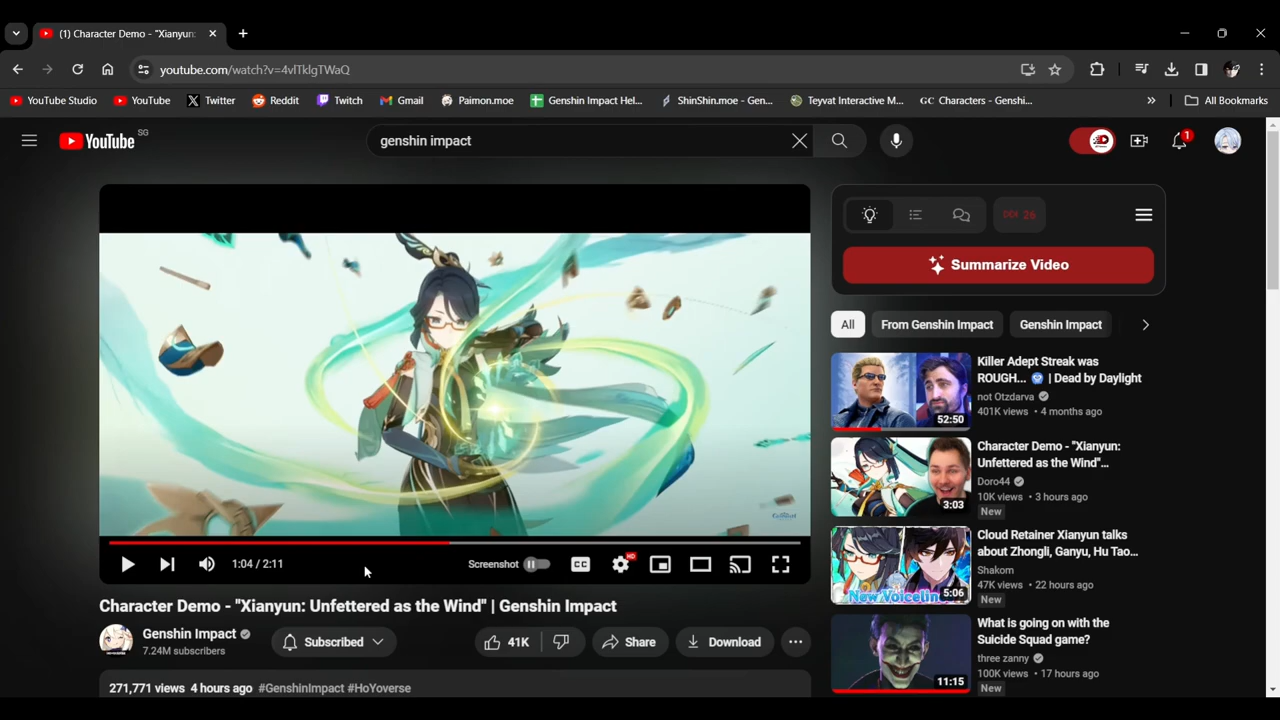 (1) Character Demo - "Xianyun:
youtube.com/watch?v=4vlTklgTWaQ
YouTube Studio
YouTube
Twitter
Reddit
Twitch
Gmail
Paimon.moe
Genshin Impact Hel...
ShinShin.moe - Gen...
Teyvat Interactive M...
GC Characters - Genshi...
All Bookmarks
YouTube SG
genshin impact
1
26
Summarize Video
All
From Genshin Impact
Genshin Impact
Killer Adept Streak was
ROUGH... | Dead by Daylight
not Otzdarva
401K views • 4 months ago
52:50
Character Demo - "Xianyun:
Unfettered as the Wind"...
Doro44
10K views • 3 hours ago
New
3:03
Cloud Retainer Xianyun talks
about Zhongli, Ganyu, Hu Tao...
Shakom
47K views • 22 hours ago
New
New Voiceline
5:06
What is going on with the
Suicide Squad game?
three zanny
100K views • 17 hours ago
New
11:15
Genshin
1:04 / 2:11
Screenshot
CC
HD
Character Demo - "Xianyun: Unfettered as the Wind" | Genshin Impact
Genshin Impact
7.24M subscribers
Subscribed
41K
Share
Download
271,771 views 4 hours ago #GenshinImpact #HoYoverse